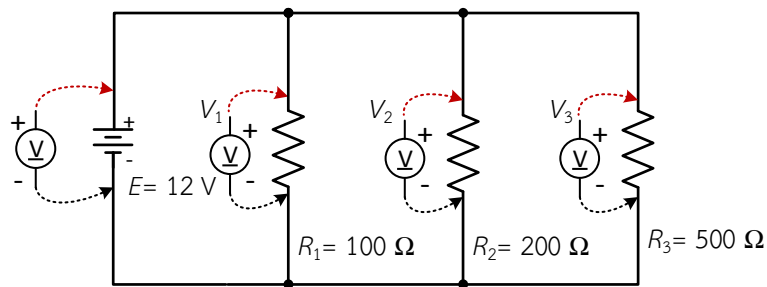 V₁
V₂
V₃
+
+
+
+
+
V
V
V
V
-
-
-
-
-
E= 12 V
R₁= 100 Ω
R₂= 200 Ω
R₃= 500 Ω